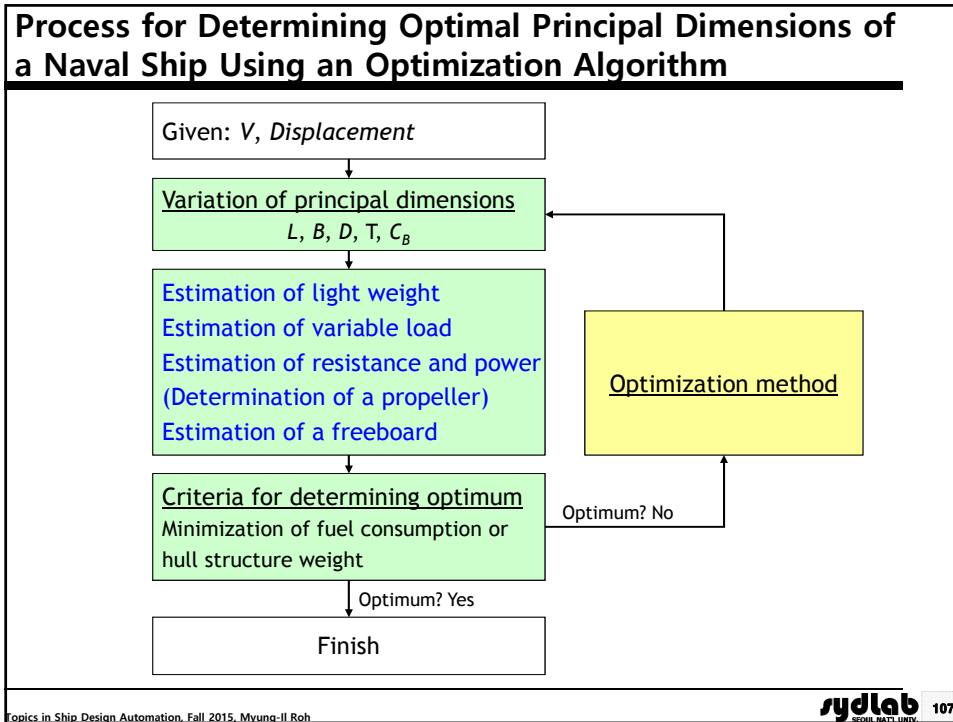 Process for Determining Optimal Principal Dimensions of
a Naval Ship Using an Optimization Algorithm
Given: V, Displacement
Variation of principal dimensions
L, B, D, T, C_B
Estimation of light weight
Estimation of variable load
Estimation of resistance and power
(Determination of a propeller)
Estimation of a freeboard
Optimization method
Criteria for determining optimum
Minimization of fuel consumption or
hull structure weight
Optimum? No
Optimum? Yes
Finish
Topics in Ship Design Automation, Fall 2015, Myung-Il Roh
sydlab
SEOUL NAT'L UNIV.
107